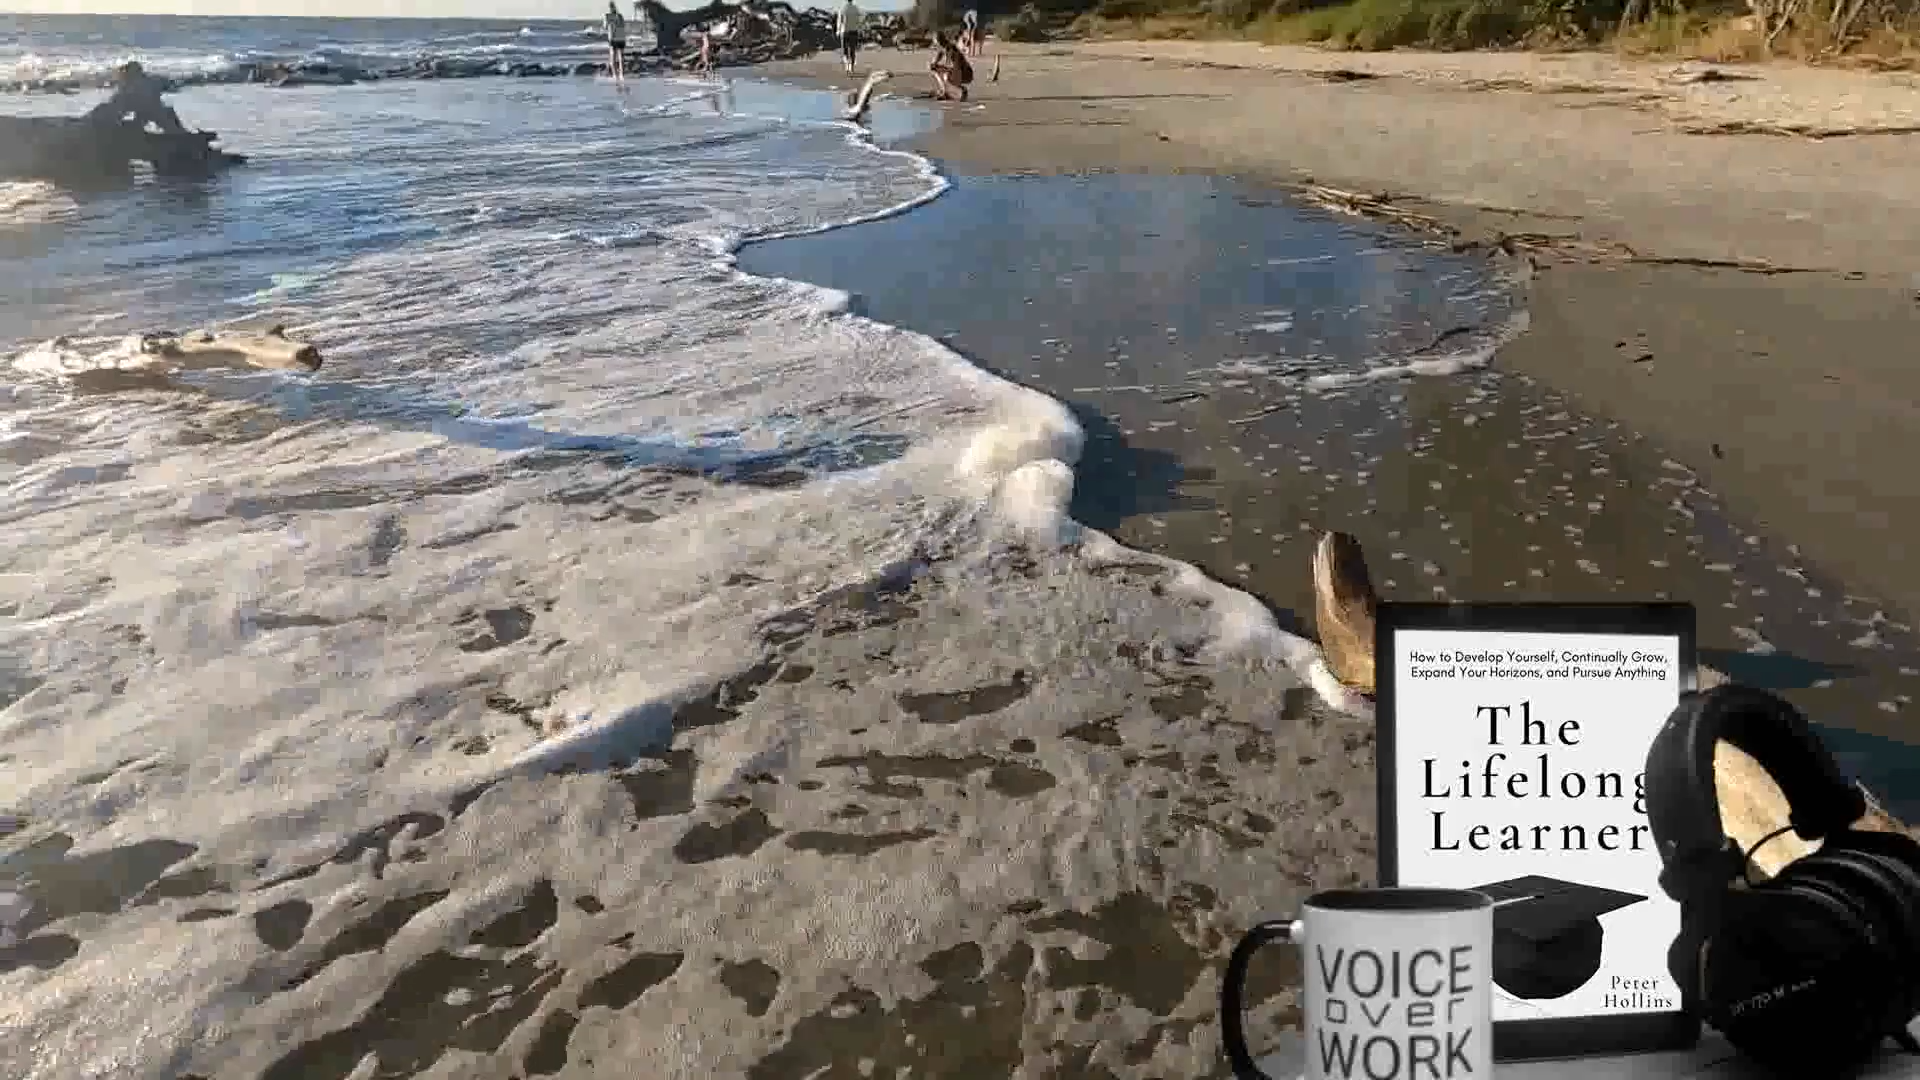 How to Develop Yourself, Continually Grow,
Expand Your Horizons, and Pursue Anything
The
Lifelong
Learner
Peter
Hollins
VOICE
over
WORK